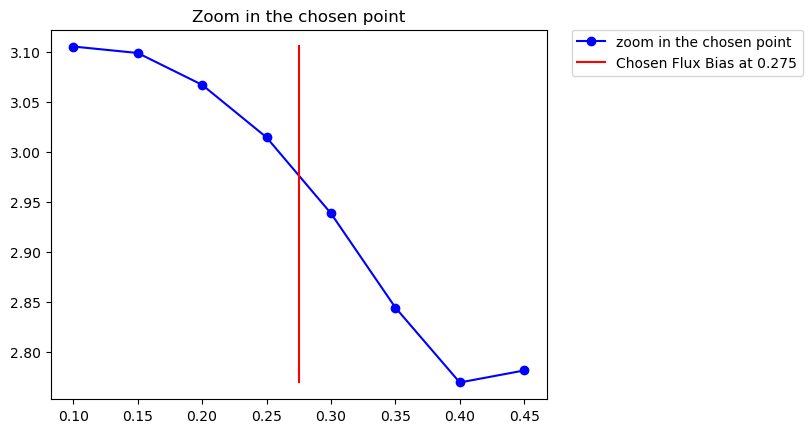 Zoom in the chosen point
zoom in the chosen point
Chosen Flux Bias at 0.275
3.10
3.05
3.00
2.95
2.90
2.85
2.80
0.10 0.15 0.20 0.25 0.30 0.35 0.40 0.45